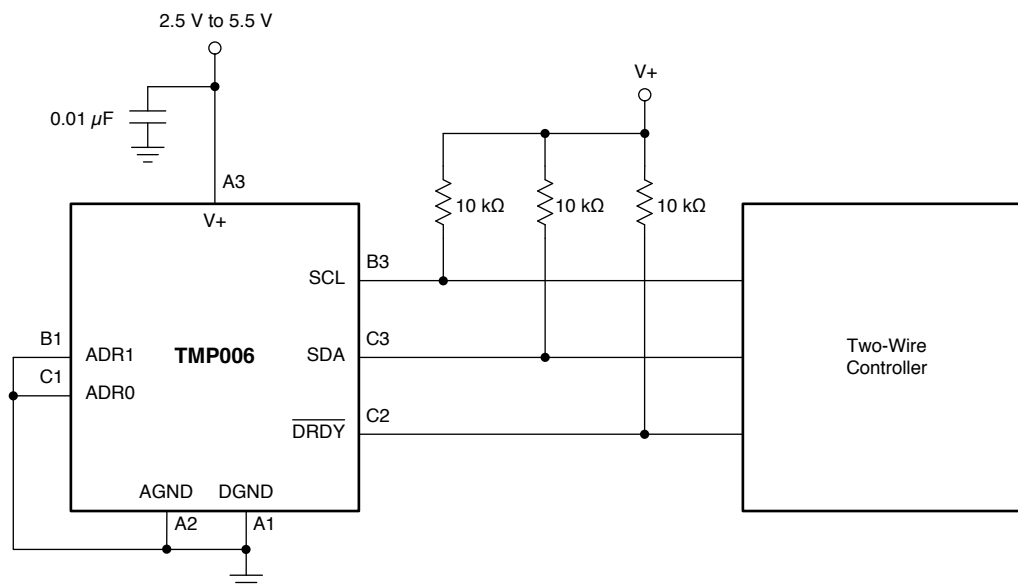 2.5 V to 5.5 V
V+
0.01 µF
A3
10 kΩ 10 kΩ 10 kΩ
V+
B3
SCL
B1
ADR1
TMP006
C3
SDA
Two-Wire
Controller
C1
ADR0
C2
DRDY
AGND DGND
A2 A1